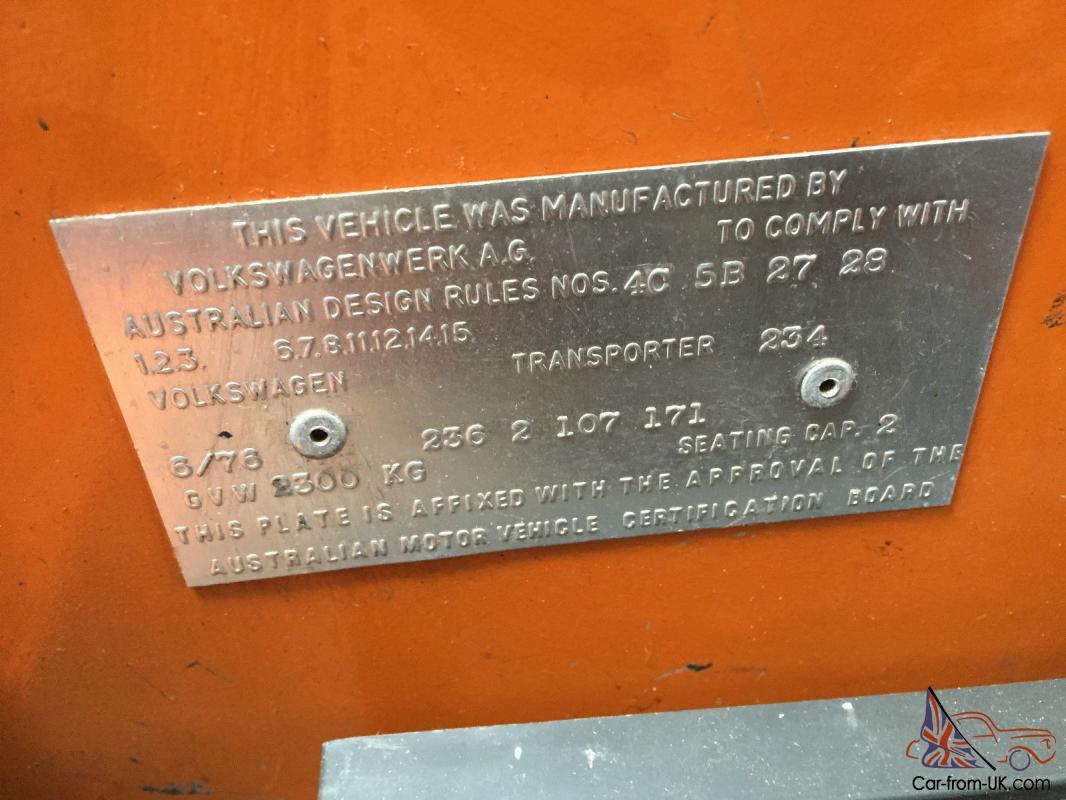 THIS VEHICLE WAS MANUFACTURED BY
VOLKSWAGENWERK A.G. TO COMPLY WITH
AUSTRALIAN DESIGN RULES NOS. 4C 5B 27 28
1.2.3. 6.7.8.11.12.14.15.
VOLKSWAGEN TRANSPORTER 234
6/76 236 2 107 171
GVW 2300 KG SEATING CAP. 2
THIS PLATE IS AFFIXED WITH THE APPROVAL OF THE
AUSTRALIAN MOTOR VEHICLE CERTIFICATION BOARD
Car-from-UK.com